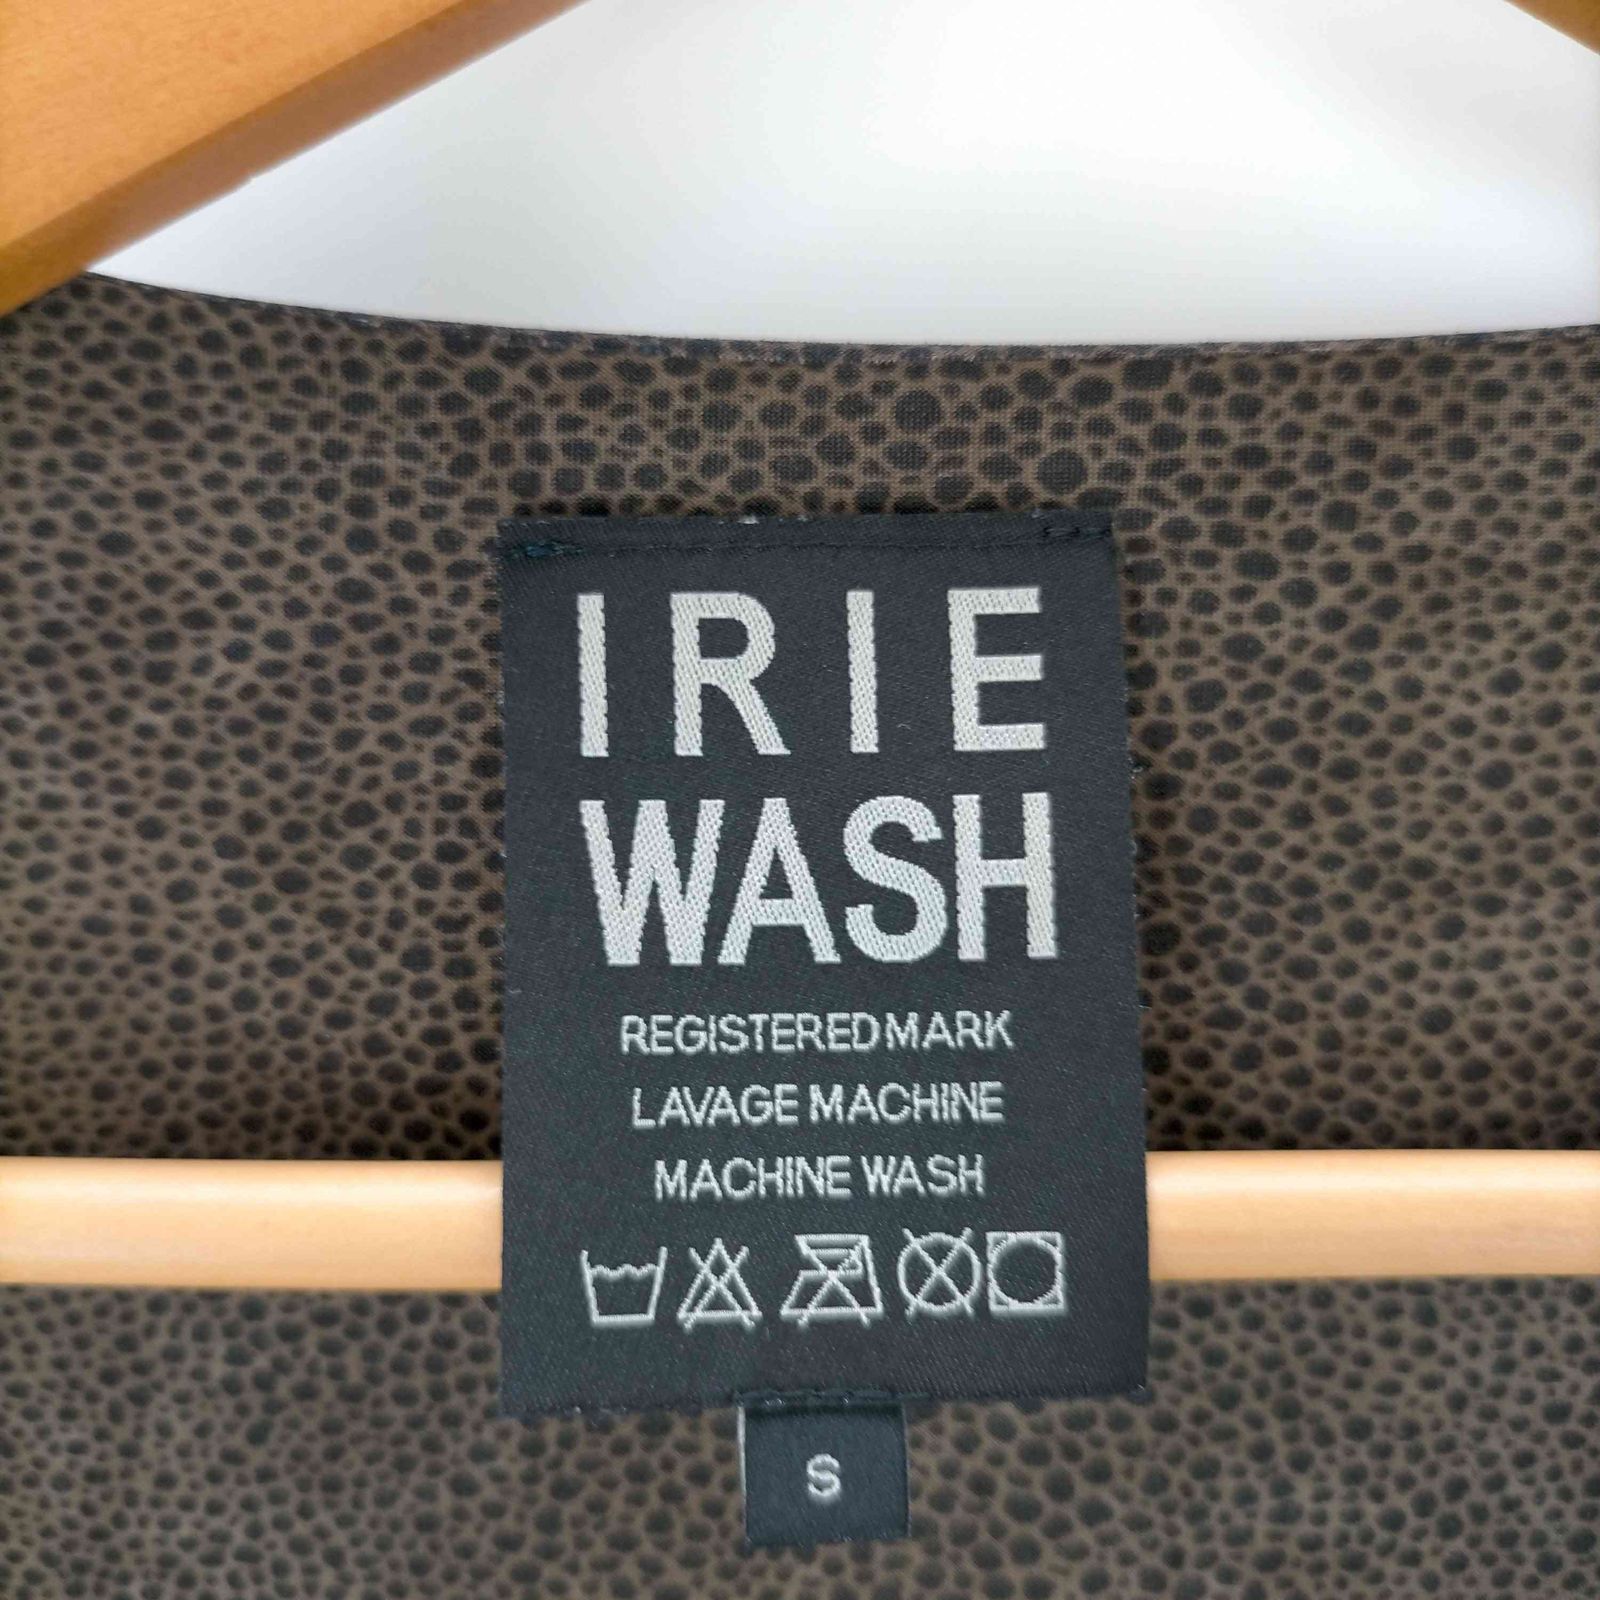 IRIE
WASH
REGISTERED MARK
LAVAGE MACHINE
MACHINE WASH
S